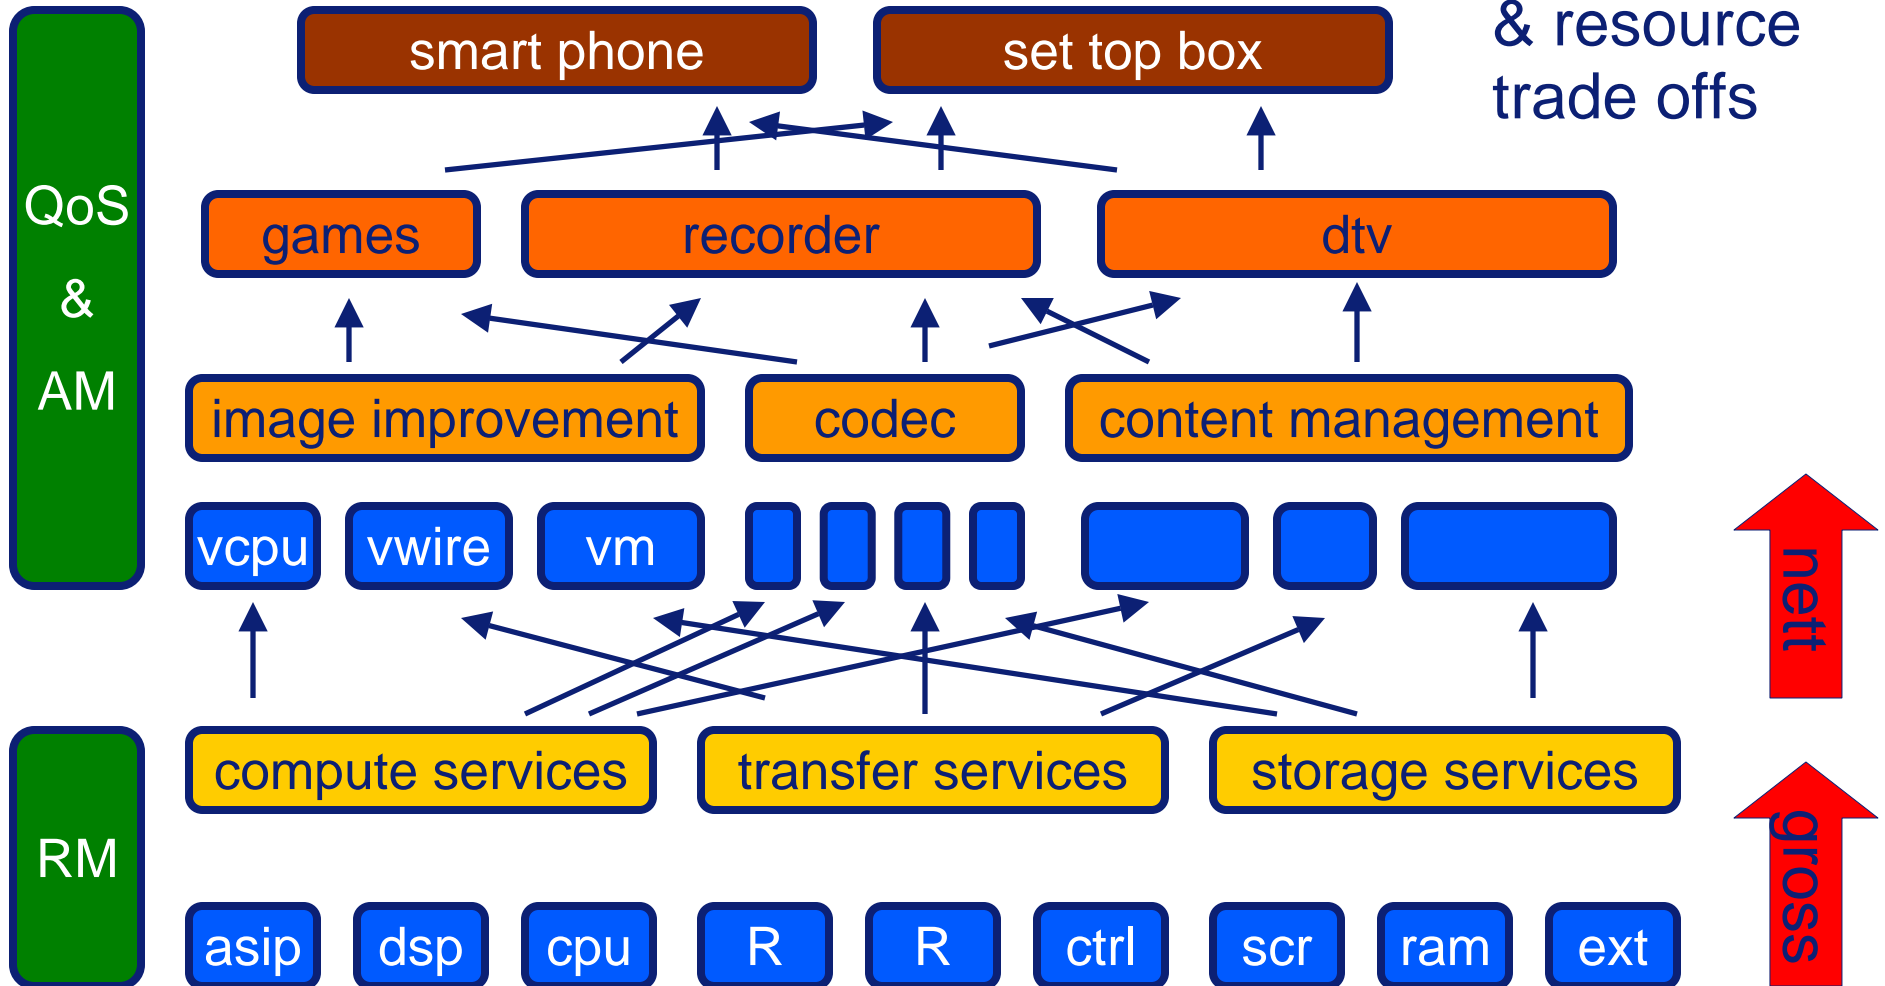 & resource
trade offs
smart phone
set top box
QoS
&
AM
games
recorder
dtv
image improvement
codec
content management
vcpu
vwire
vm
nett
RM
compute services
transfer services
storage services
gross
asip
dsp
cpu
R
R
ctrl
scr
ram
ext